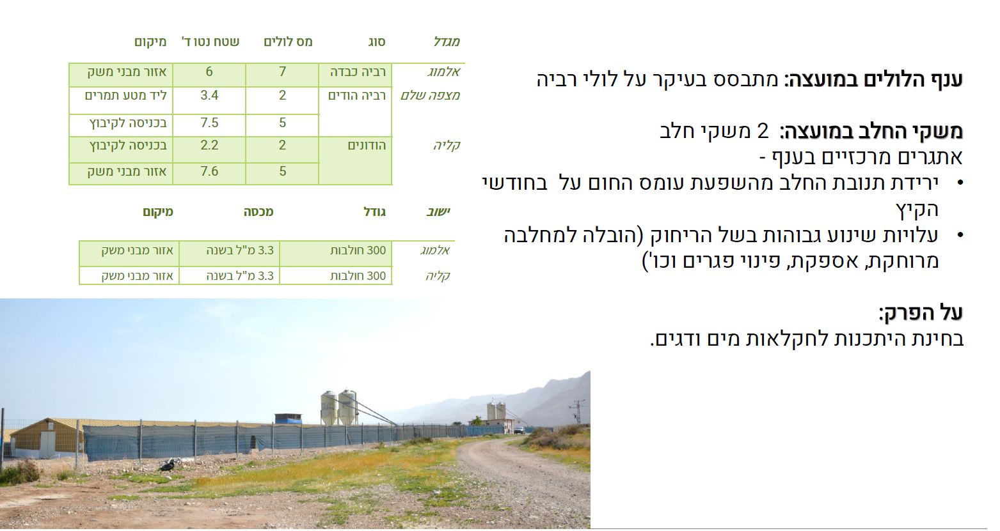 ענף הלולים במועצה: מתבסס בעיקר על לולי רביה
משקי החלב במועצה: 2 משקי חלב
אתגרים מרכזיים בענף -
• ירידת תנובת החלב מהשפעת עומס החום על בחודשי
הקיץ
• עלויות שינוע גבוהות בשל הריחוק (הובלה למחלבה
מרוחקת, אספקת, פינוי פגרים וכו')
על הפרק:
בחינת היתכנות לחקלאות מים ודגים.
מגדל סוג מס לולים שטח נטו ד' מיקום
אלמוג רביה כבדה 7 6 אזור מבני משק
מצפה שלם רביה הודים 2 3.4 ליד מטע תמרים
5 7.5 בכניסה לקיבוץ
קליה הודונים 2 2.2 בכניסה לקיבוץ
5 7.6 אזור מבני משק
ישוב גודל מכסה מיקום
אלמוג 300 חולבות 3.3 מ"ל בשנה אזור מבני משק
קליה 300 חולבות 3.3 מ"ל בשנה אזור מבני משק